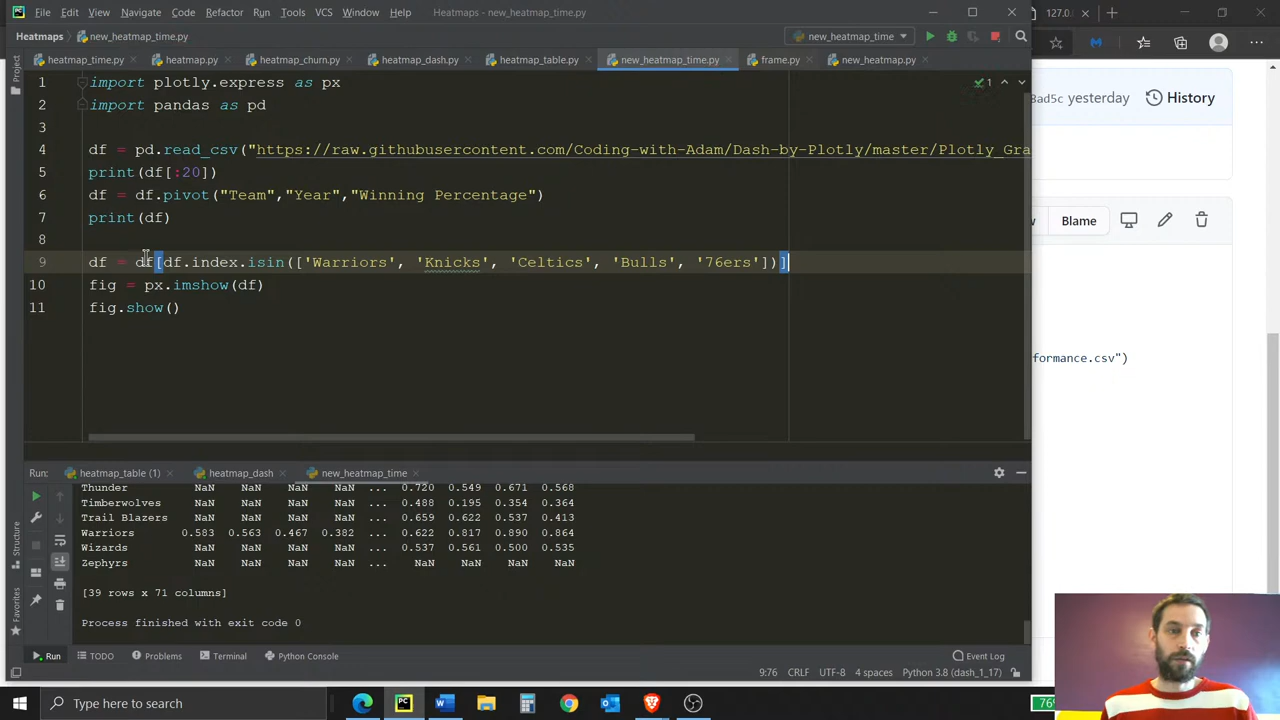 File Edit View Navigate Code Refactor Run Tools VCS Window Help Heatmaps - new_heatmap_time.py
127.0
Heatmaps new_heatmap_time.py
new_heatmap_time
heatmap_time.py heatmap.py heatmap_churn.py heatmap_dash.py heatmap_table.py new_heatmap_time.py frame.py new_heatmap.py
1 import plotly.express as px
1
2 import pandas as pd
3
4 df = pd.read_csv("https://raw.githubusercontent.com/Coding-with-Adam/Dash-by-Plotly/master/Plotly_Gra
5 print(df[:20])
6 df = df.pivot("Team","Year","Winning Percentage")
7 print(df)
8
9 df = df[df.index.isin(['Warriors', 'Knicks', 'Celtics', 'Bulls', '76ers'])]
10 fig = px.imshow(df)
11 fig.show()
8ad5c yesterday History
Blame
formance.csv")
Project
Structure
Favorites
Run: heatmap_table (1) heatmap_dash new_heatmap_time
Thunder NaN NaN NaN NaN ... 0.720 0.549 0.671 0.568
Timberwolves NaN NaN NaN NaN ... 0.488 0.195 0.354 0.364
Trail Blazers NaN NaN NaN NaN ... 0.659 0.622 0.537 0.413
Warriors 0.583 0.563 0.467 0.382 ... 0.622 0.817 0.890 0.864
Wizards NaN NaN NaN NaN ... 0.537 0.561 0.500 0.535
Zephyrs NaN NaN NaN NaN ... NaN NaN NaN NaN
[39 rows x 71 columns]
Process finished with exit code 0
Run TODO Problems Terminal Python Console Event Log
9:76 CRLF UTF-8 4 spaces Python 3.8 (dash_1_17)
Type here to search
76%